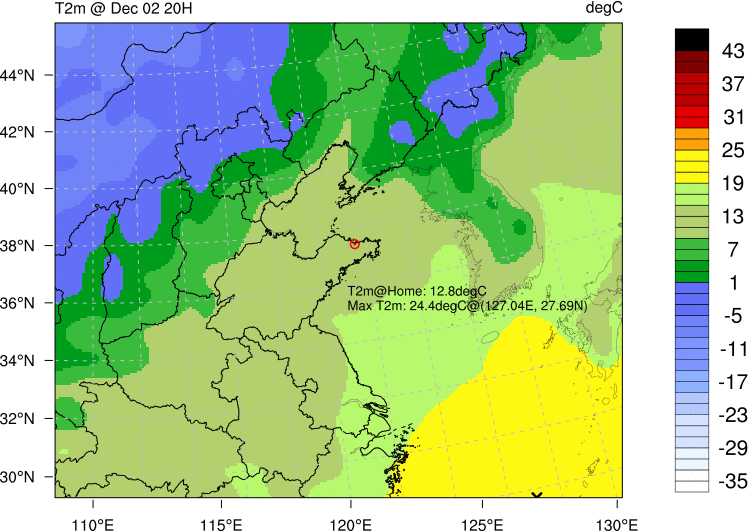 T2m @ Dec 02 20H
degC
44°N
42°N
40°N
38°N
36°N
34°N
32°N
30°N
T2m@Home: 12.8degC
Max T2m: 24.4degC@(127.04E, 27.69N)
110°E
115°E
120°E
125°E
130°E
43
37
31
25
19
13
7
1
-5
-11
-17
-23
-29
-35